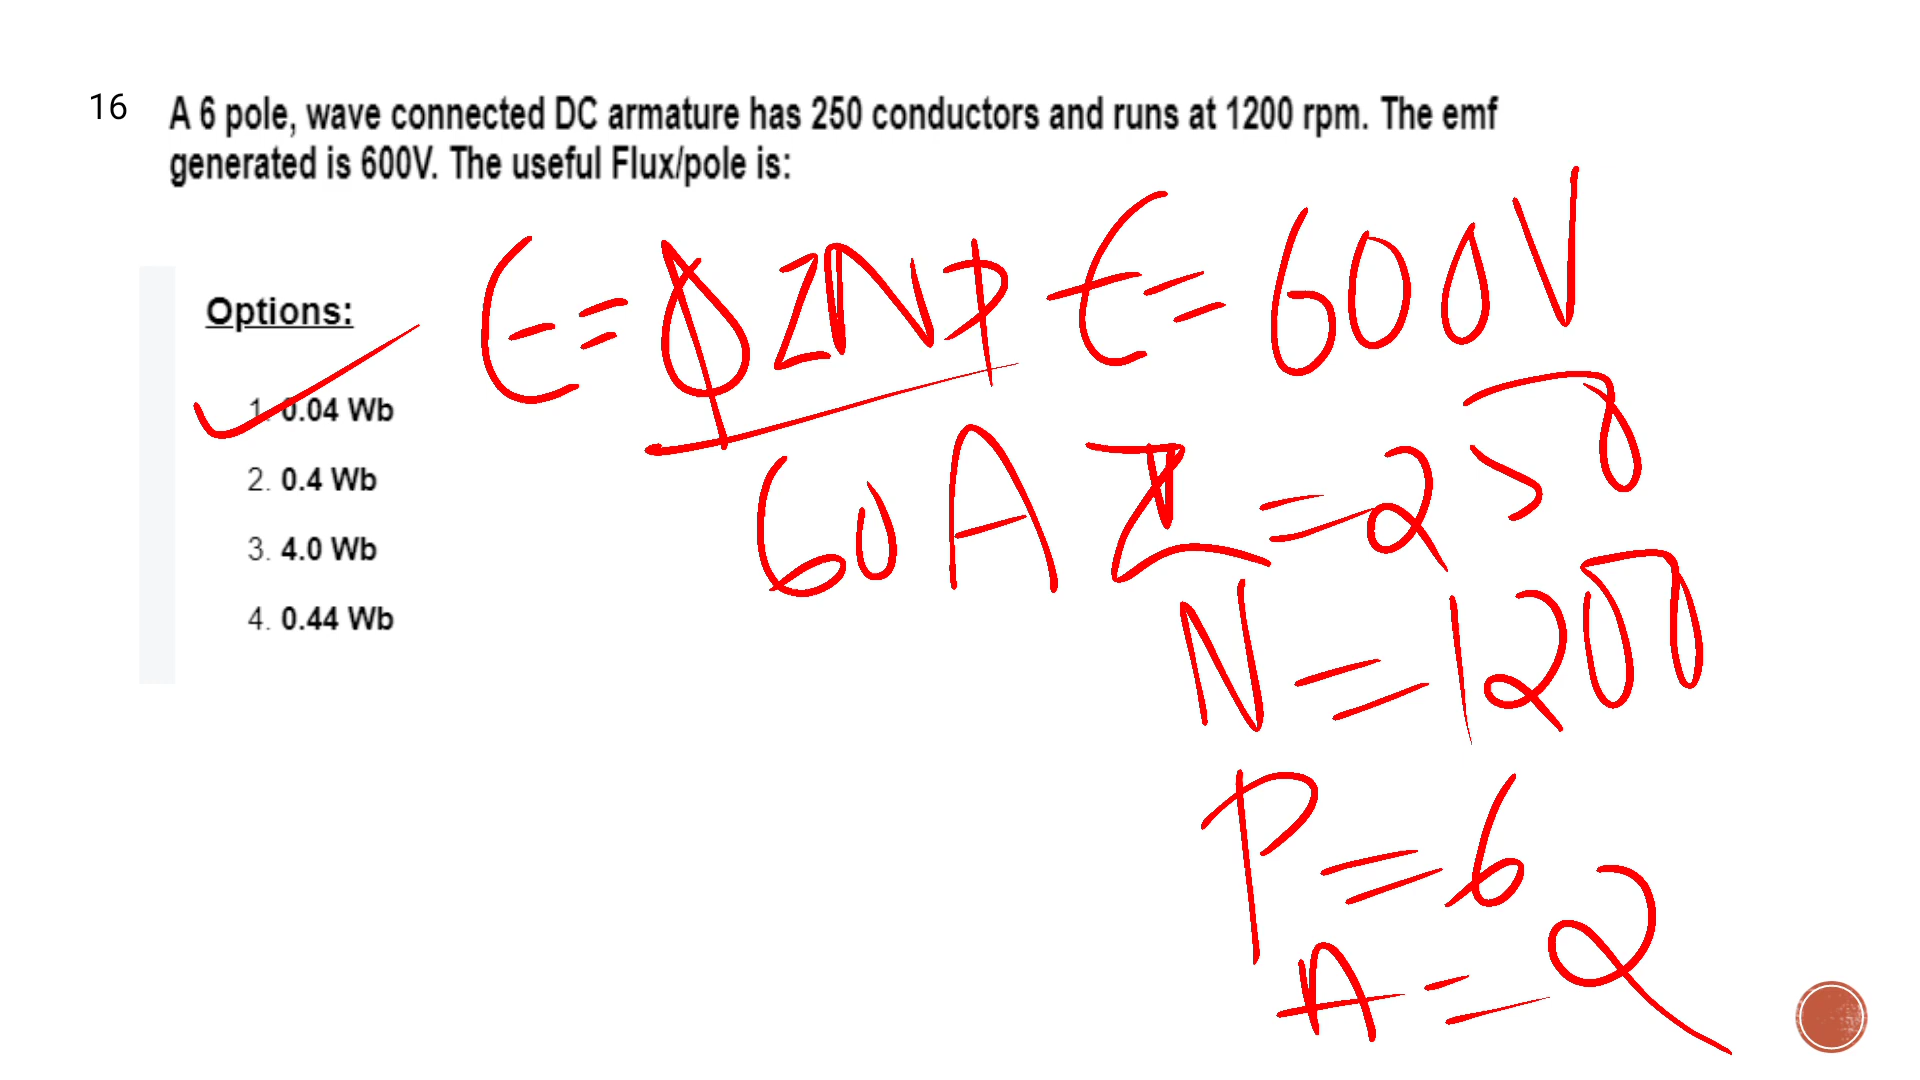 16 A 6 pole, wave connected DC armature has 250 conductors and runs at 1200 rpm. The emf
generated is 600V. The useful Flux/pole is:
E = ϕZNP
60A
E = 600V
Options:
1. 0.04 Wb
Z = 250
2. 0.4 Wb
3. 4.0 Wb
N = 1200
4. 0.44 Wb
P = 6
A = 2